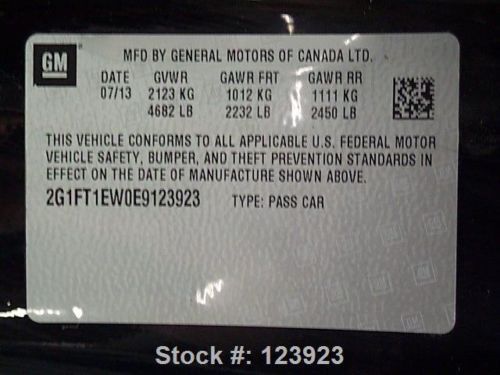 GM
MFD BY GENERAL MOTORS OF CANADA LTD.
DATE GVWR GAWR FRT GAWR RR
07/13 2123 KG 1012 KG 1111 KG
4682 LB 2232 LB 2450 LB
THIS VEHICLE CONFORMS TO ALL APPLICABLE U.S. FEDERAL MOTOR
VEHICLE SAFETY, BUMPER, AND THEFT PREVENTION STANDARDS IN
EFFECT ON THE DATE OF MANUFACTURE SHOWN ABOVE.
2G1FT1EW0E9123923 TYPE: PASS CAR
Stock #: 123923